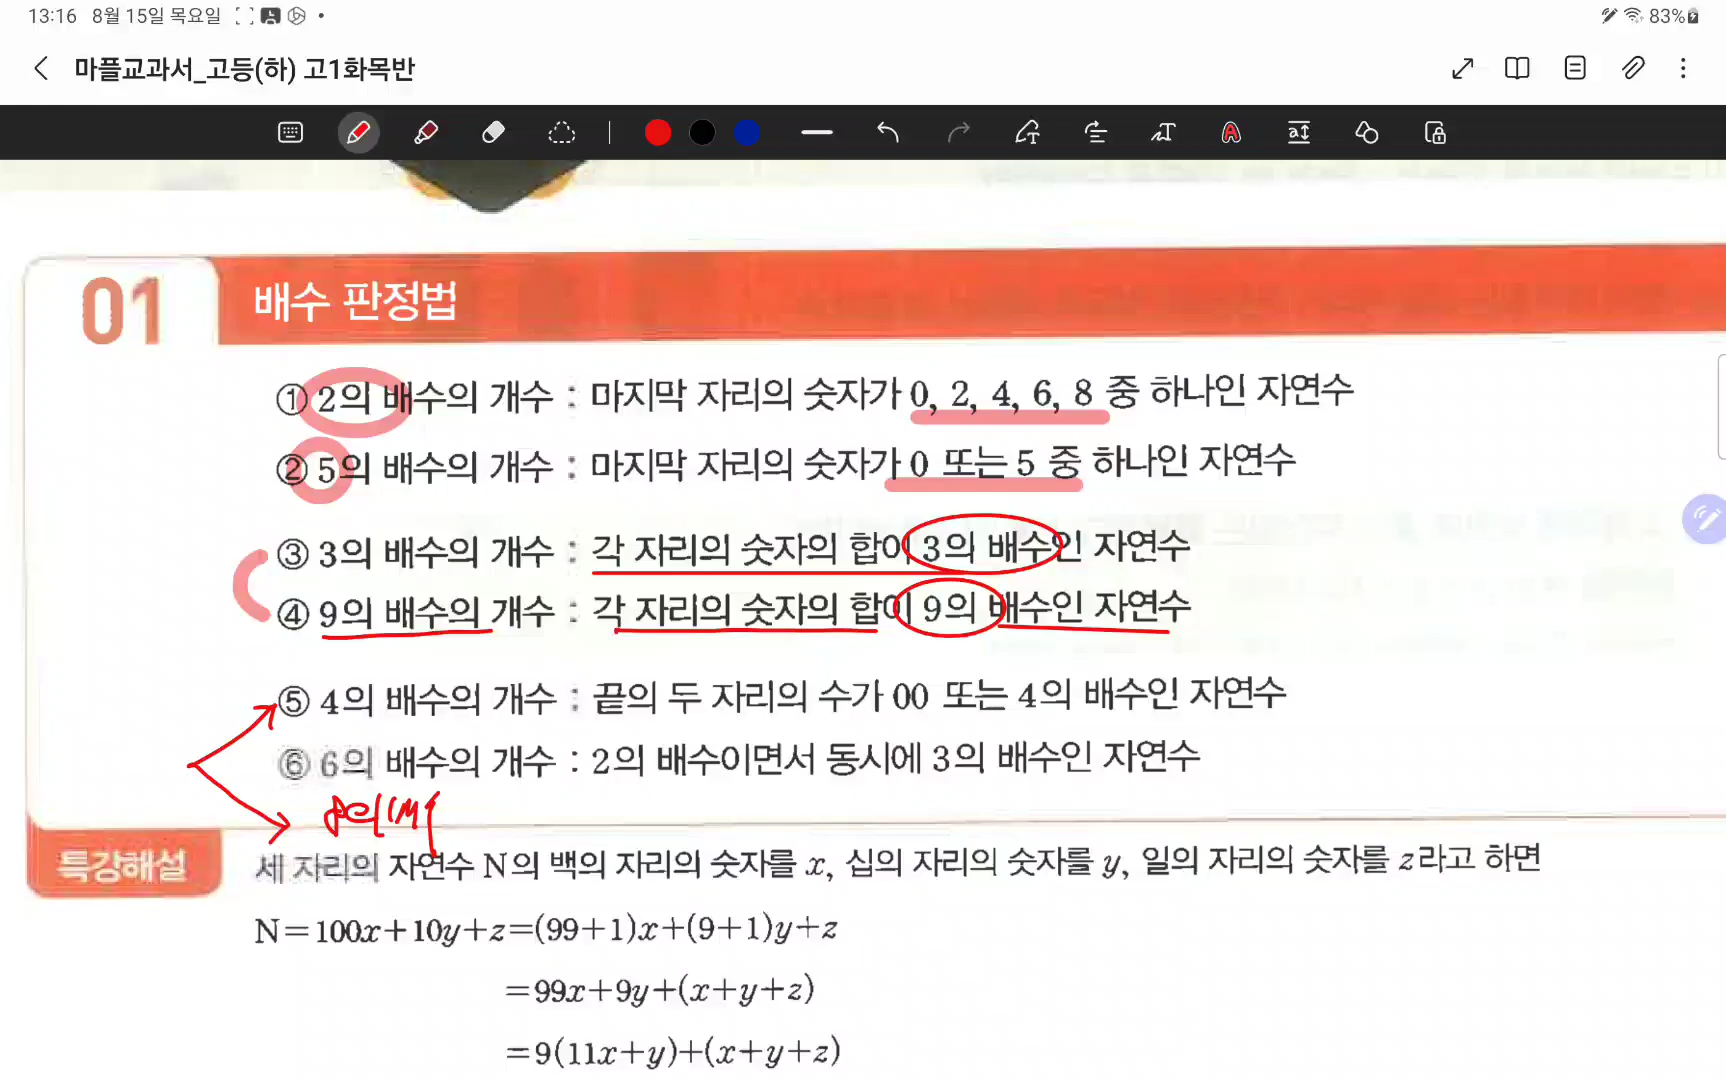 13:16 8월 15일 목요일
83%
마플교과서_고등(하) 고1화목반
01 배수 판정법
① 2의 배수의 개수 : 마지막 자리의 숫자가 0, 2, 4, 6, 8 중 하나인 자연수
② 5의 배수의 개수 : 마지막 자리의 숫자가 0 또는 5 중 하나인 자연수
③ 3의 배수의 개수 : 각 자리의 숫자의 합이 3의 배수인 자연수
④ 9의 배수의 개수 : 각 자리의 숫자의 합이 9의 배수인 자연수
⑤ 4의 배수의 개수 : 끝의 두 자리의 수가 00 또는 4의 배수인 자연수
⑥ 6의 배수의 개수 : 2의 배수이면서 동시에 3의 배수인 자연수
특강해설
세 자리의 자연수 N의 백의 자리의 숫자를 x, 십의 자리의 숫자를 y, 일의 자리의 숫자를 z라고 하면
N=100x+10y+z=(99+1)x+(9+1)y+z
=99x+9y+(x+y+z)
=9(11x+y)+(x+y+z)